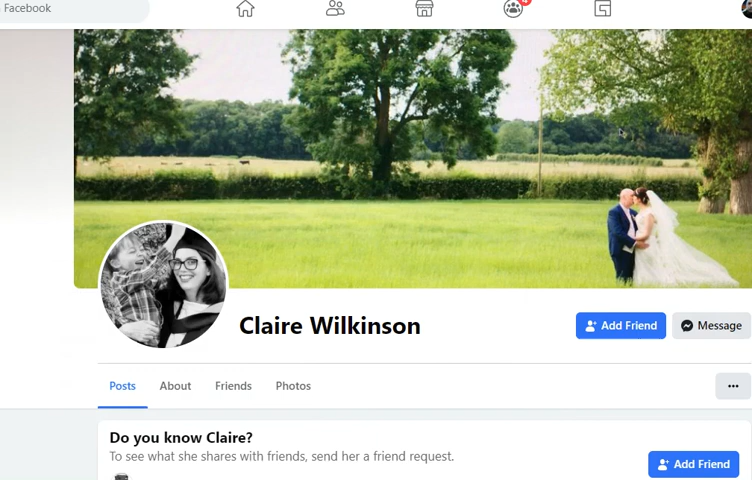 Facebook
4
Claire Wilkinson
Add Friend
Message
Posts
About
Friends
Photos
Do you know Claire?
To see what she shares with friends, send her a friend request.
Add Friend